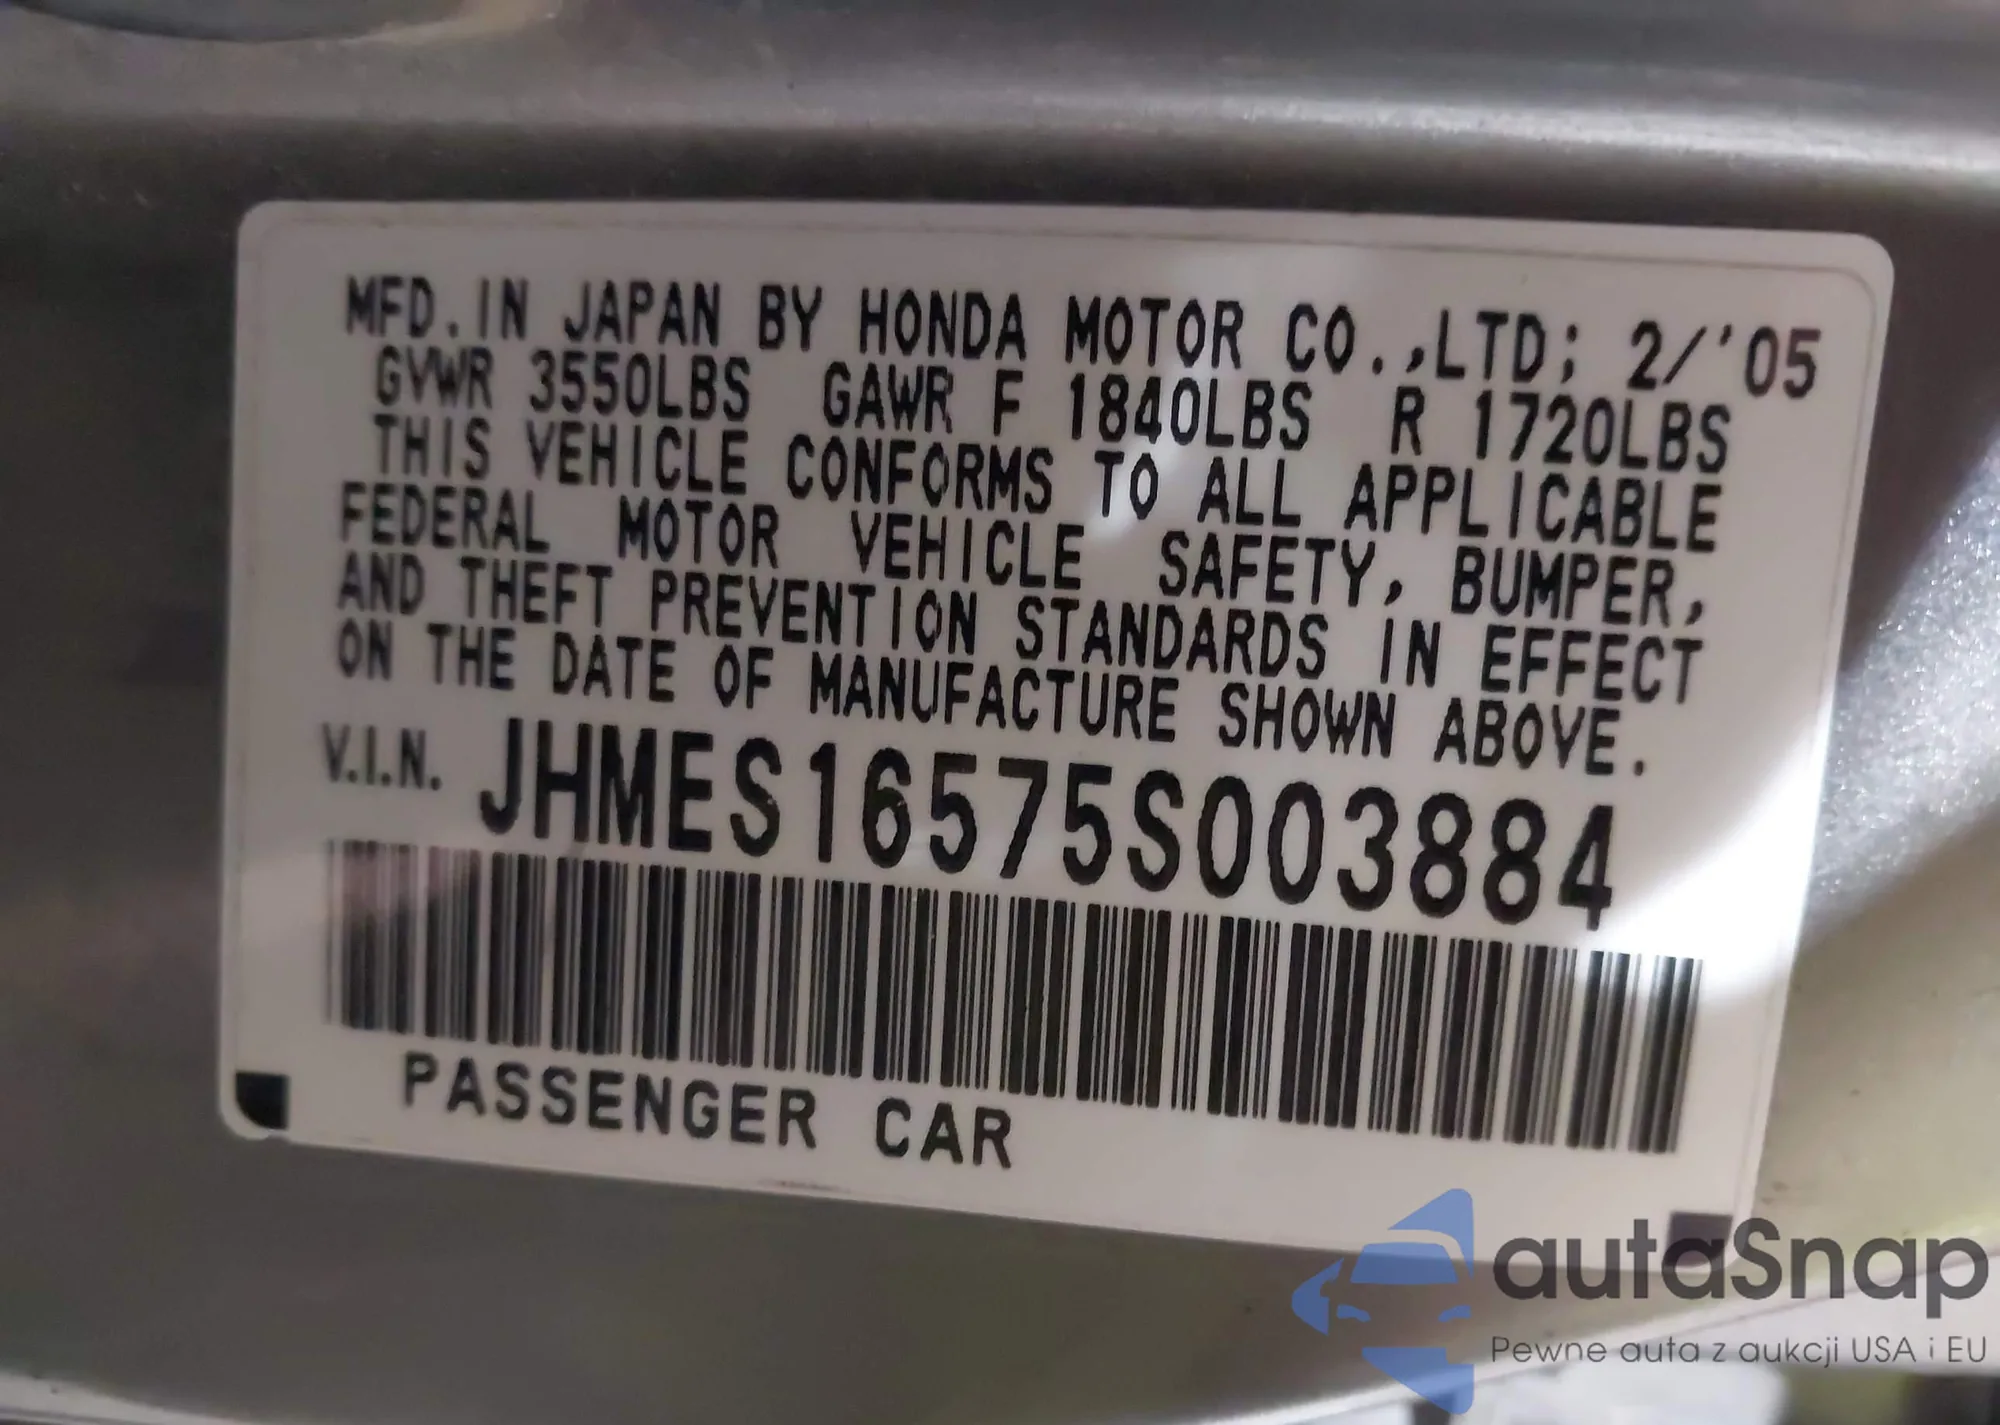 MFD. IN JAPAN BY HONDA MOTOR CO.,LTD; 2/'05
GVWR 3550LBS GAWR F 1840LBS R 1720LBS
THIS VEHICLE CONFORMS TO ALL APPLICABLE
FEDERAL MOTOR VEHICLE SAFETY, BUMPER,
AND THEFT PREVENTION STANDARDS IN EFFECT
ON THE DATE OF MANUFACTURE SHOWN ABOVE.
V.I.N. JHMES16575S003884
PASSENGER CAR
autaSnap
Pewne auta z aukcji USA i EU